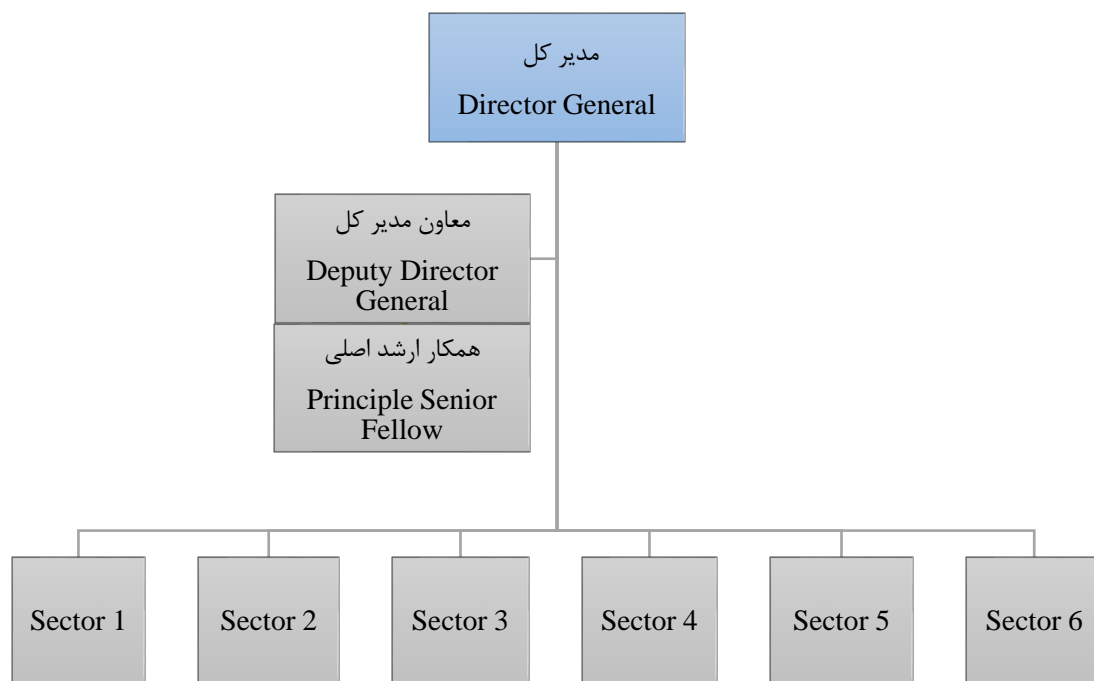 مدیر کل
Director General
معاون مدیر کل
Deputy Director
General
همکار ارشد اصلی
Principle Senior
Fellow
Sector 1
Sector 2
Sector 3
Sector 4
Sector 5
Sector 6